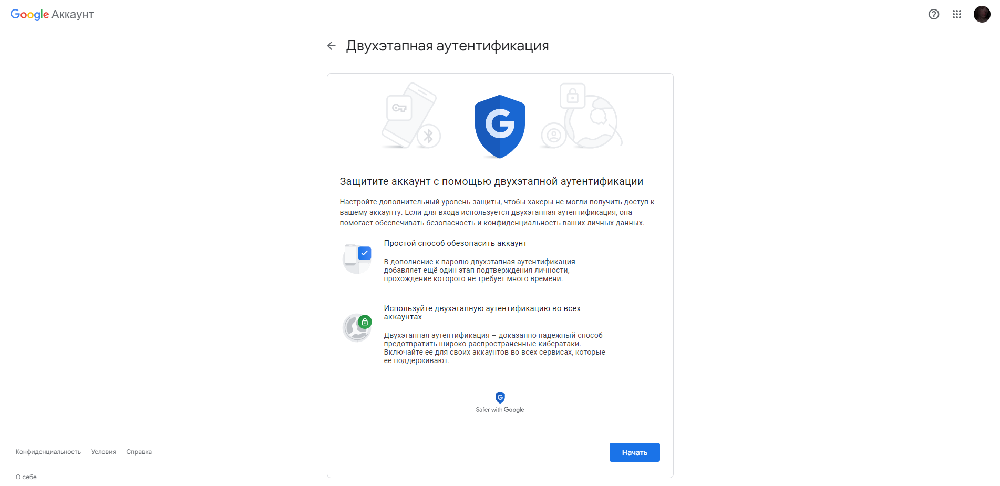 Google Аккаунт
Двухэтапная аутентификация
Защитите аккаунт с помощью двухэтапной аутентификации
Настройте дополнительный уровень защиты, чтобы хакеры не могли получить доступ к
вашему аккаунту. Если для входа используется двухэтапная аутентификация, она
помогает обеспечивать безопасность и конфиденциальность ваших личных данных.
Простой способ обезопасить аккаунт
В дополнение к паролю двухэтапная аутентификация
добавляет ещё один этап подтверждения личности,
прохождение которого не требует много времени.
Используйте двухэтапную аутентификацию во всех
аккаунтах
Двухэтапная аутентификация – доказанно надежный способ
предотвратить широко распространенные кибератаки.
Включайте ее для своих аккаунтов во всех сервисах, которые
ее поддерживают.
Safer with Google
Начать
Конфиденциальность Условия Справка
О себе